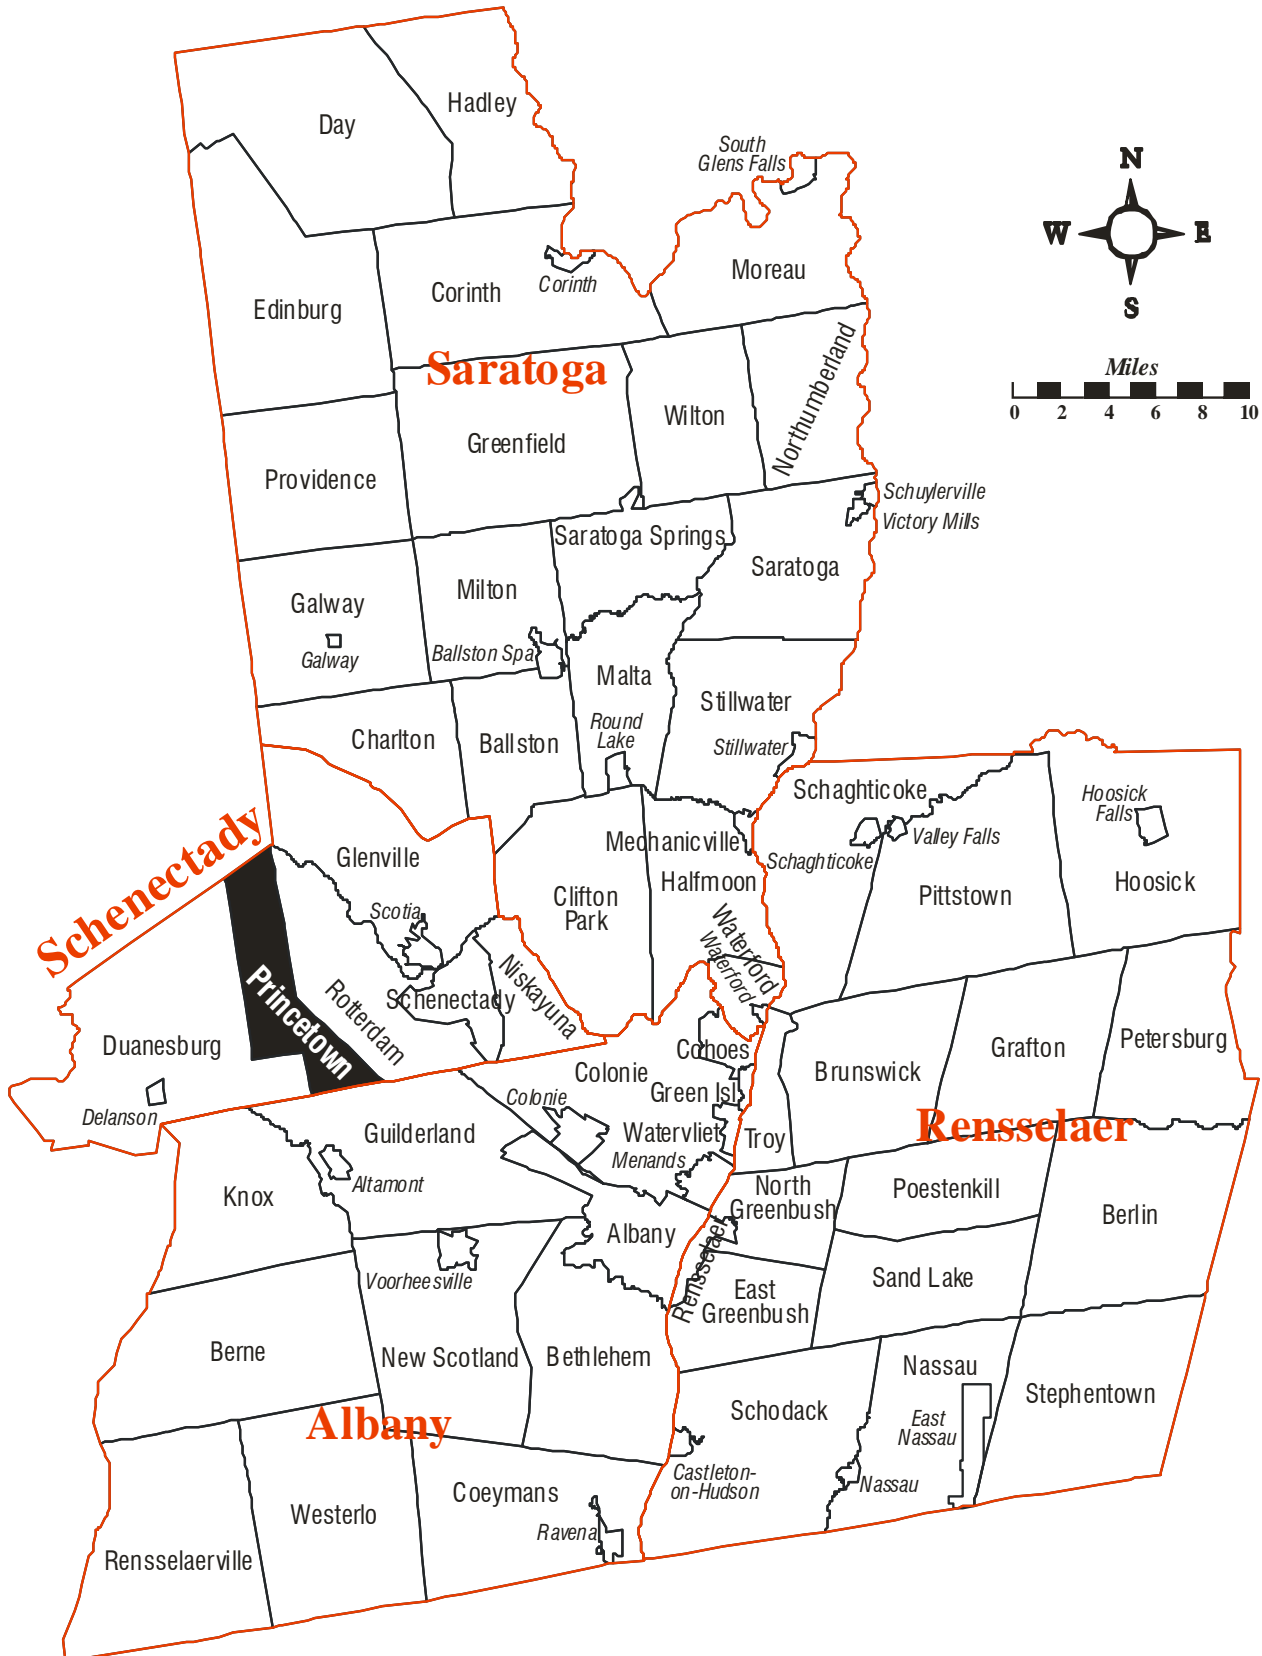 Hadley
Day
South
Glens Falls
N
W
E
S
Moreau
Corinth
Corinth
Edinburg
Miles
0 2 4 6 8 10
Saratoga
Northumberland
Wilton
Greenfield
Providence
Schuylerville
Victory Mills
Saratoga Springs
Saratoga
Milton
Galway
Galway
Ballston Spa
Malta
Stillwater
Round
Lake
Stillwater
Charlton
Ballston
Schaghticoke
Hoosick
Falls
Valley Falls
Schaghticoke
Mechanicville
Halfmoon
Hoosick
Pittstown
Schenectady
Glenville
Clifton
Park
Scotia
Waterford
Waterford
Niskayuna
Schenectady
Princetown
Rotterdam
Duanesburg
Delanson
Cohoes
Colonie
Green Isl
Colonie
Watervliet
Menands
Troy
Brunswick
Grafton
Petersburg
Rensselaer
Guilderland
Altamont
Knox
North
Greenbush
Poestenkill
Berlin
Albany
Rensselaer
Voorheesville
Sand Lake
East
Greenbush
Berne
New Scotland
Bethlehem
Nassau
Stephentown
Albany
Schodack
East
Nassau
Castleton-
on-Hudson
Nassau
Coeymans
Ravena
Westerlo
Rensselaerville